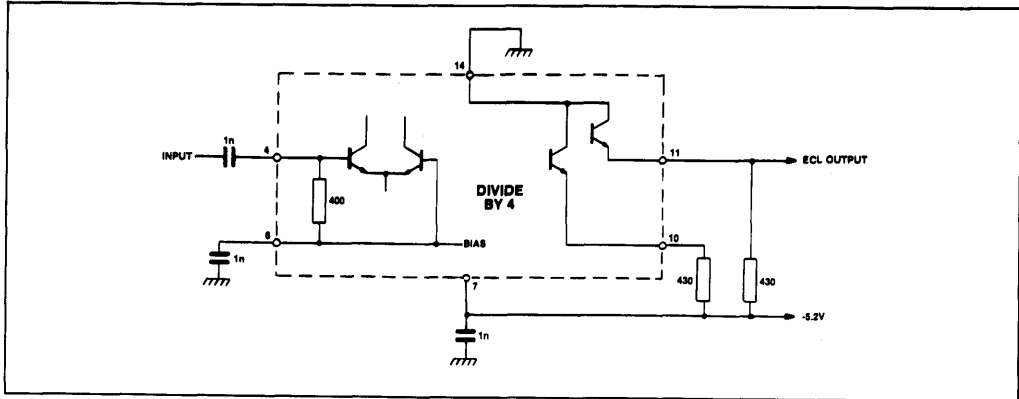 14
1n
INPUT
4
11
ECL OUTPUT
400
DIVIDE
BY 4
6
BIAS
10
1n
7
430
430
-5.2V
1n